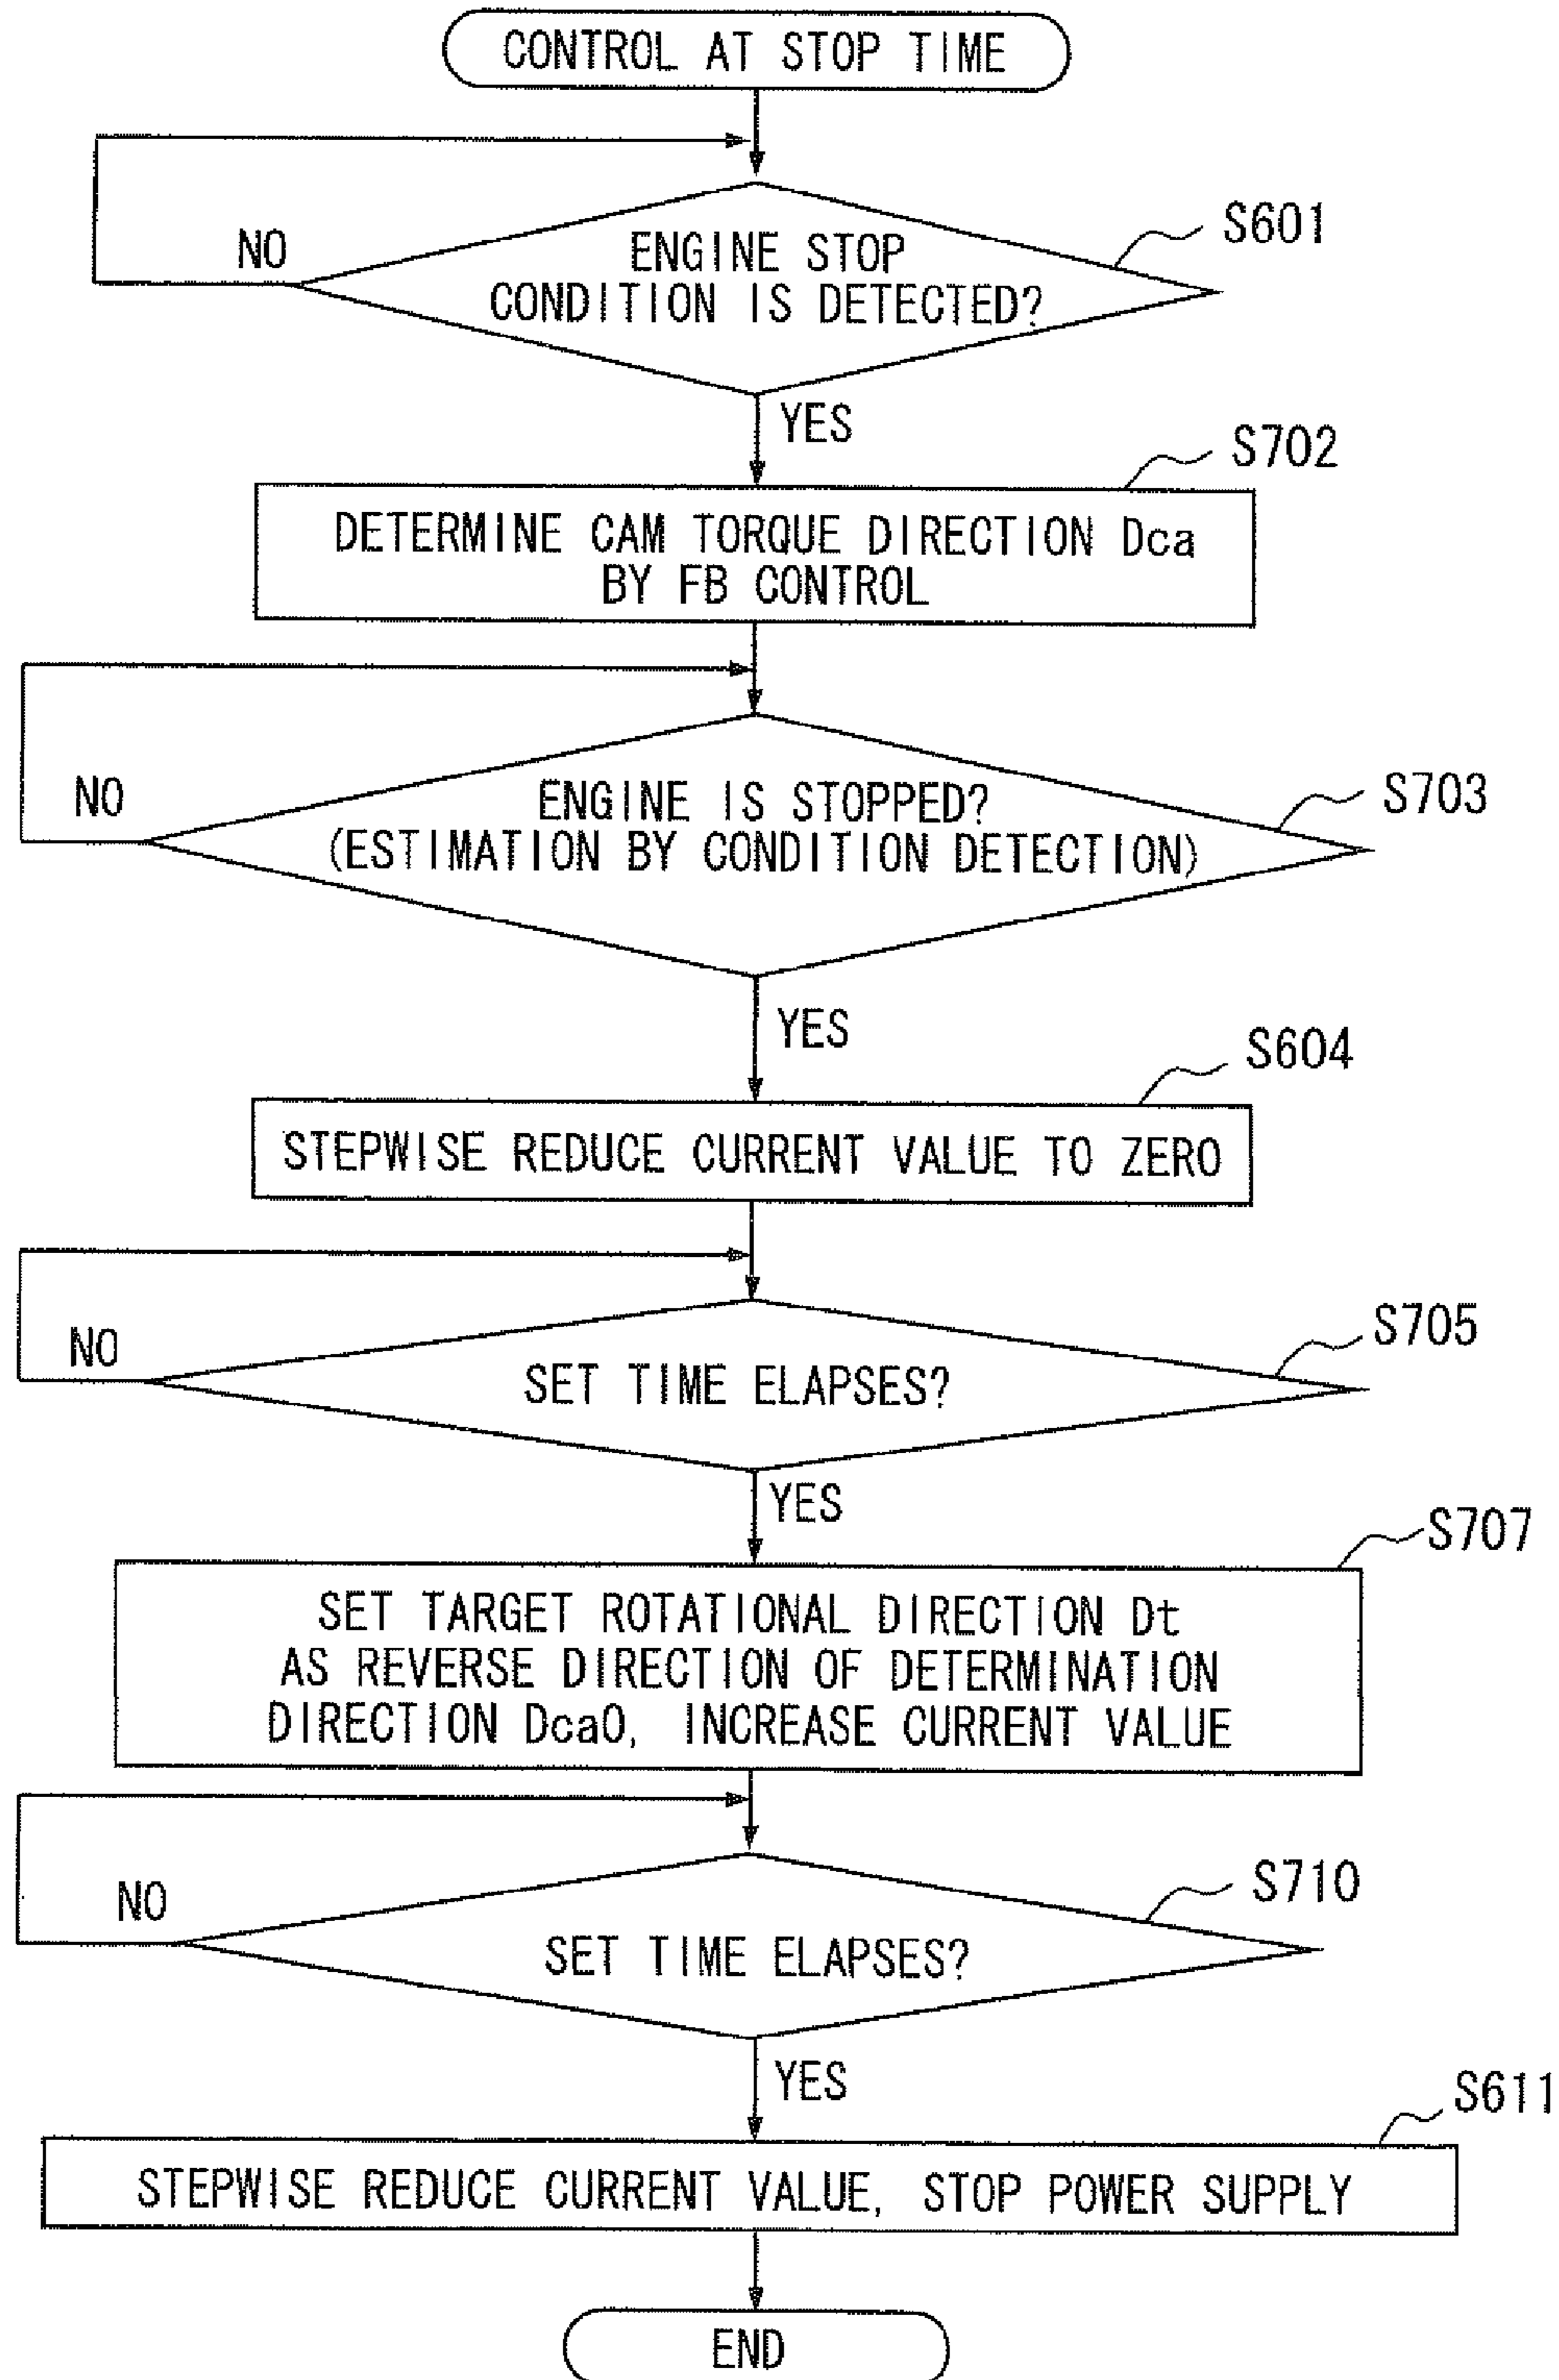 CONTROL AT STOP TIME
S601
NO
ENGINE STOP
CONDITION IS DETECTED?
YES
S702
DETERMINE CAM TORQUE DIRECTION Dca
BY FB CONTROL
S703
NO
ENGINE IS STOPPED?
(ESTIMATION BY CONDITION DETECTION)
YES
S604
STEPWISE REDUCE CURRENT VALUE TO ZERO
S705
NO
SET TIME ELAPSES?
YES
S707
SET TARGET ROTATIONAL DIRECTION Dt
AS REVERSE DIRECTION OF DETERMINATION
DIRECTION Dca0, INCREASE CURRENT VALUE
S710
NO
SET TIME ELAPSES?
YES
S611
STEPWISE REDUCE CURRENT VALUE, STOP POWER SUPPLY
END